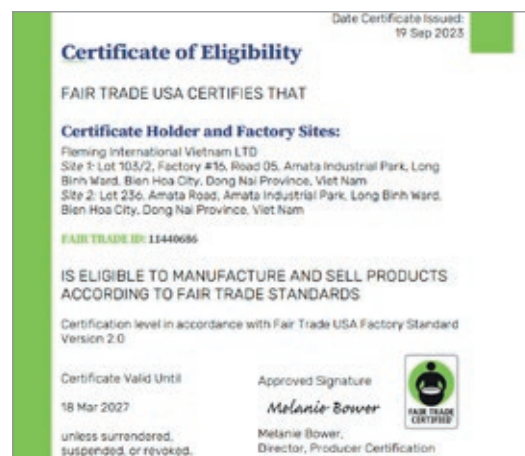 Date Certificate Issued:
19 Sep 2023
Certificate of Eligibility
FAIR TRADE USA CERTIFIES THAT
Certificate Holder and Factory Sites:
Fleming International Vietnam LTD
Site 1: Lot 103/2, Factory #16, Road 05, Amata Industrial Park, Long
Binh Ward, Bien Hoa City, Dong Nai Province, Viet Nam
Site 2: Lot 236, Amata Road, Amata Industrial Park, Long Binh Ward,
Bien Hoa City, Dong Nai Province, Viet Nam
FAIR TRADE ID: 11440686
IS ELIGIBLE TO MANUFACTURE AND SELL PRODUCTS
ACCORDING TO FAIR TRADE STANDARDS
Certification level in accordance with Fair Trade USA Factory Standard
Version 2.0
Certificate Valid Until
18 Mar 2027
unless surrendered,
suspended, or revoked.
Approved Signature
Melanie Bower
Melanie Bower,
Director, Producer Certification
FAIR TRADE
CERTIFIED